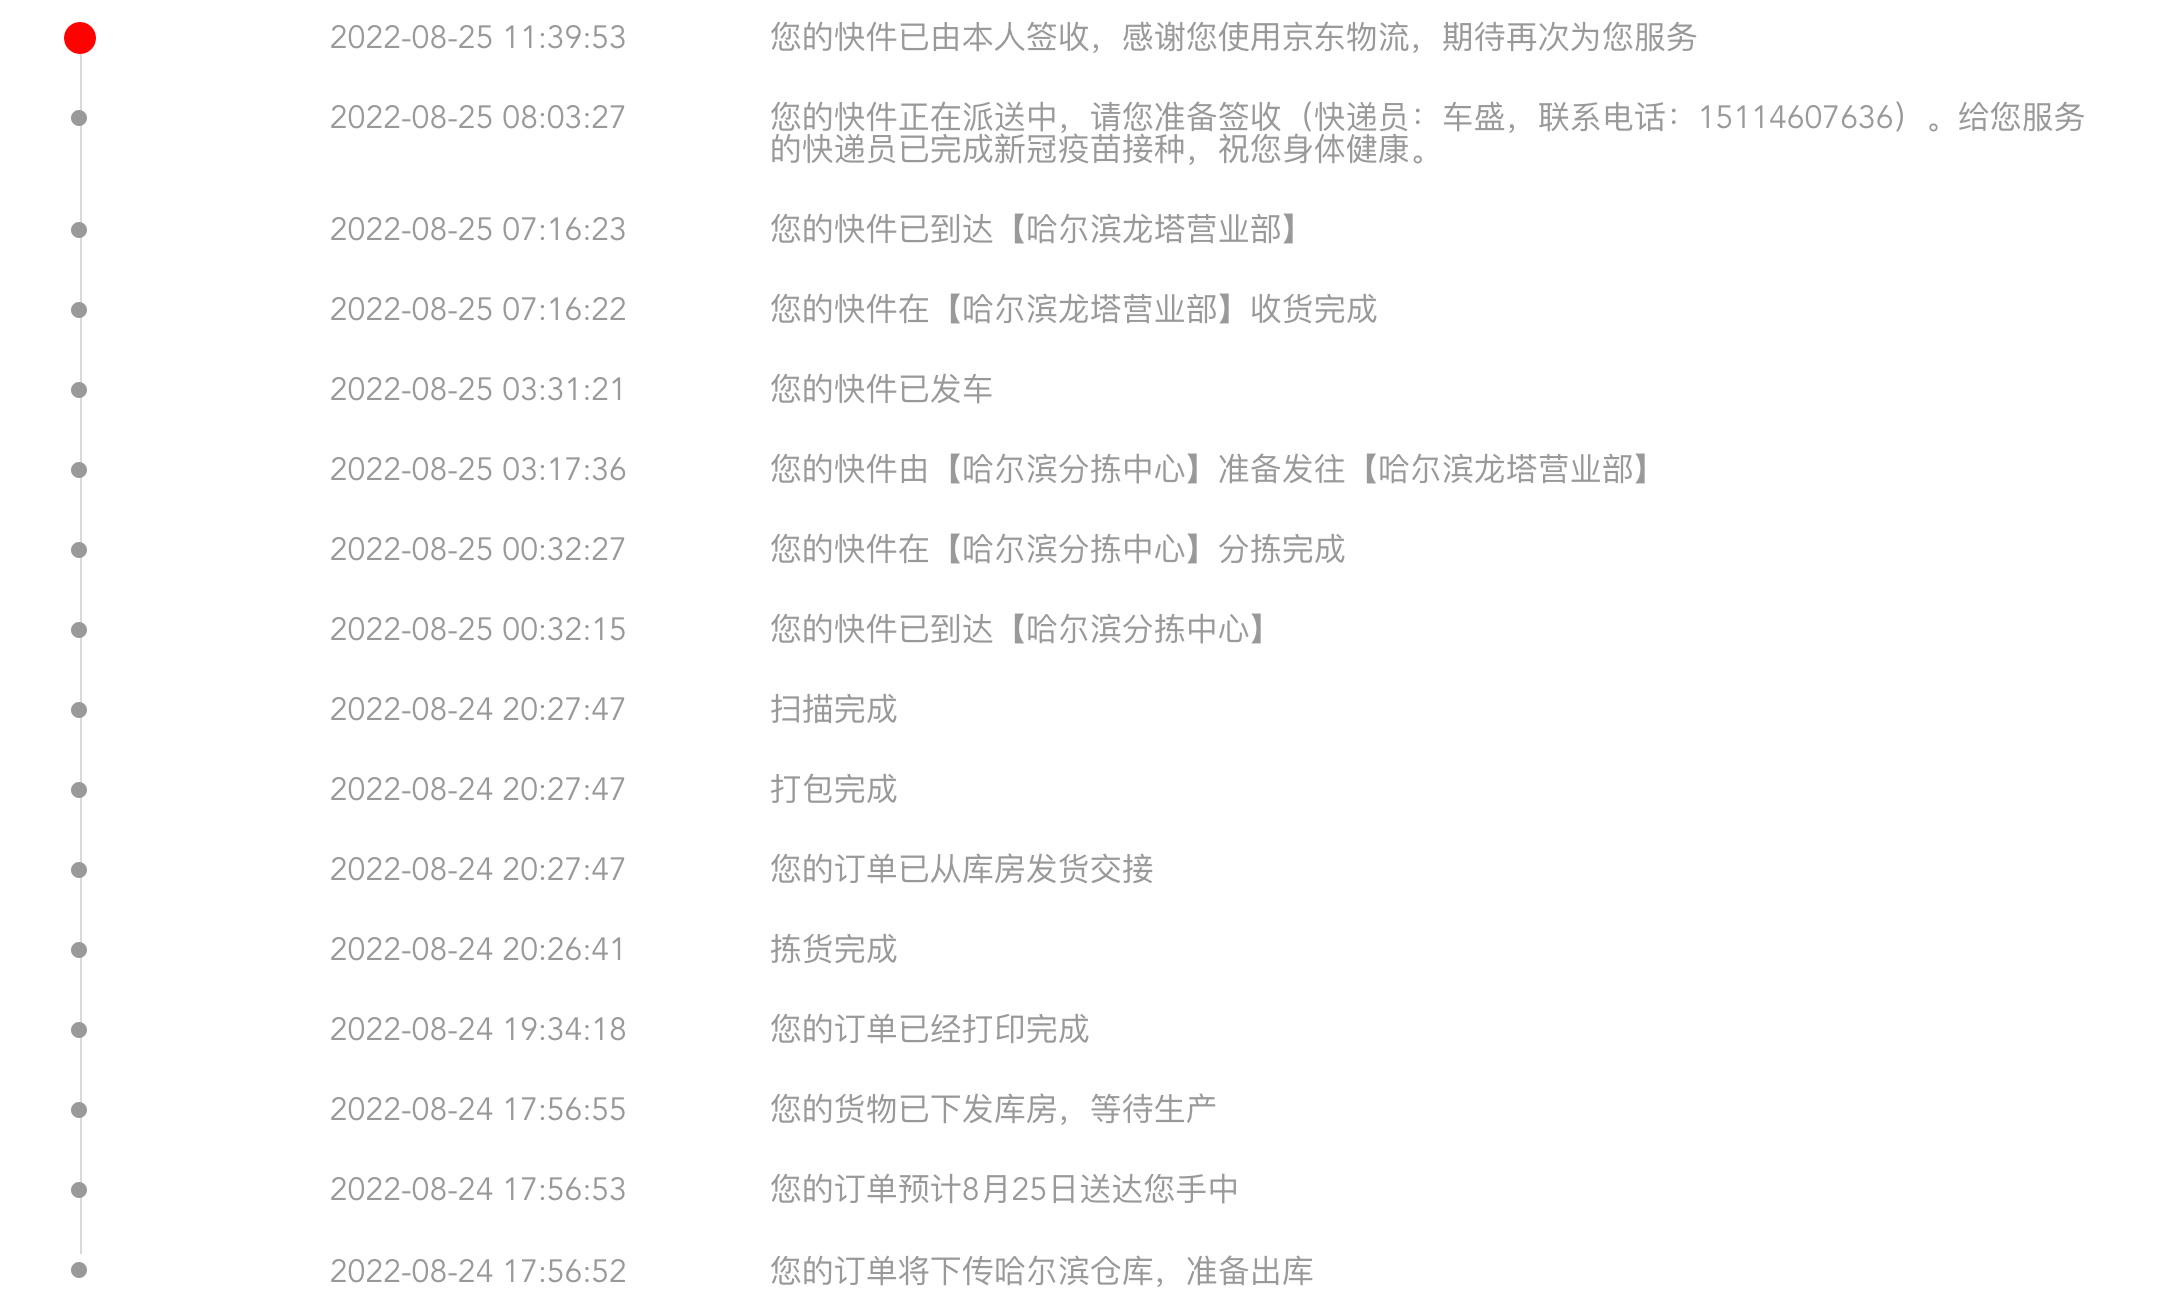 2022-08-25 11:39:53 您的快件已由本人签收，感谢您使用京东物流，期待再次为您服务
2022-08-25 08:03:27 您的快件正在派送中，请您准备签收（快递员：车盛，联系电话：15114607636）。给您服务
的快递员已完成新冠疫苗接种，祝您身体健康。
2022-08-25 07:16:23 您的快件已到达【哈尔滨龙塔营业部】
2022-08-25 07:16:22 您的快件在【哈尔滨龙塔营业部】收货完成
2022-08-25 03:31:21 您的快件已发车
2022-08-25 03:17:36 您的快件由【哈尔滨分拣中心】准备发往【哈尔滨龙塔营业部】
2022-08-25 00:32:27 您的快件在【哈尔滨分拣中心】分拣完成
2022-08-25 00:32:15 您的快件已到达【哈尔滨分拣中心】
2022-08-24 20:27:47 扫描完成
2022-08-24 20:27:47 打包完成
2022-08-24 20:27:47 您的订单已从库房发货交接
2022-08-24 20:26:41 拣货完成
2022-08-24 19:34:18 您的订单已经打印完成
2022-08-24 17:56:55 您的货物已下发库房，等待生产
2022-08-24 17:56:53 您的订单预计8月25日送达您手中
2022-08-24 17:56:52 您的订单将下传哈尔滨仓库，准备出库